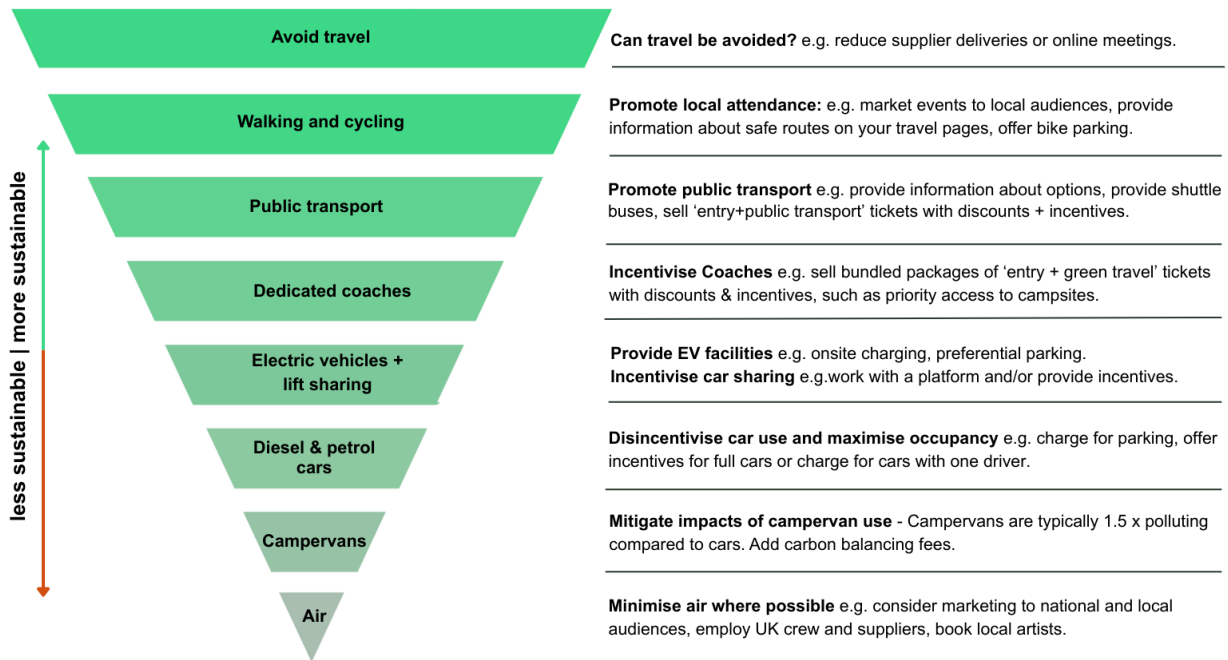 Avoid travel
Can travel be avoided? e.g. reduce supplier deliveries or online meetings.
Walking and cycling
Promote local attendance: e.g. market events to local audiences, provide
information about safe routes on your travel pages, offer bike parking.
Public transport
Promote public transport e.g. provide information about options, provide shuttle
buses, sell ‘entry+public transport’ tickets with discounts + incentives.
Dedicated coaches
Incentivise Coaches e.g. sell bundled packages of ‘entry + green travel’ tickets
with discounts & incentives, such as priority access to campsites.
Electric vehicles +
lift sharing
Provide EV facilities e.g. onsite charging, preferential parking.
Incentivise car sharing e.g.work with a platform and/or provide incentives.
Diesel & petrol
cars
Disincentivise car use and maximise occupancy e.g. charge for parking, offer
incentives for full cars or charge for cars with one driver.
Campervans
Mitigate impacts of campervan use - Campervans are typically 1.5 x polluting
compared to cars. Add carbon balancing fees.
Air
Minimise air where possible e.g. consider marketing to national and local
audiences, employ UK crew and suppliers, book local artists.
less sustainable | more sustainable